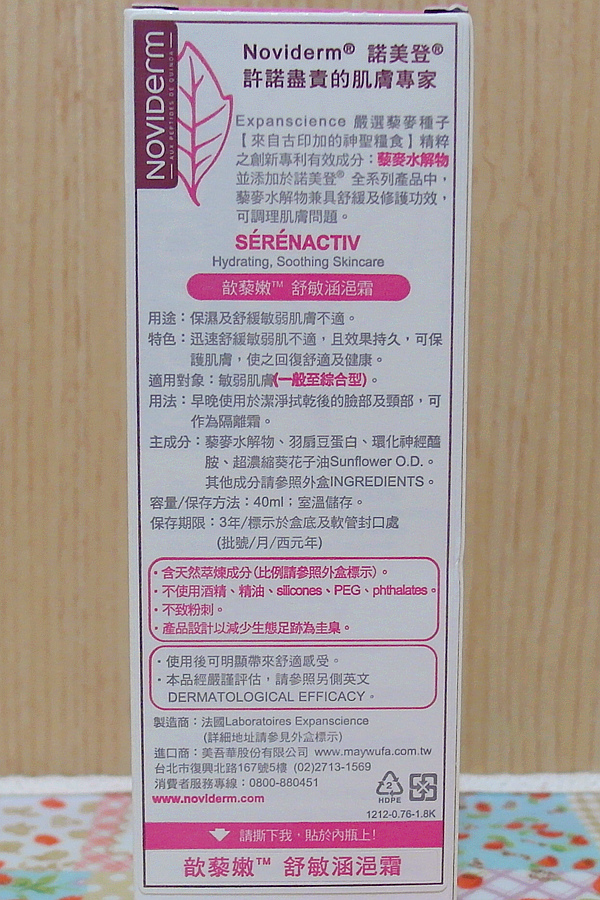 NOVIDerm
AUX PEPTIDES DE QUINOA
Noviderm® 諾美登®
許諾盡責的肌膚專家
Expanscience 嚴選藜麥種子
【來自古印加的神聖糧食】精粹
之創新專利有效成分：藜麥水解物
並添加於諾美登® 全系列產品中，
藜麥水解物兼具舒緩及修護功效，
可調理肌膚問題。
SÉRÉNACTIV
Hydrating, Soothing Skincare
歆藜嫩™ 舒敏涵浥霜
用途：保濕及舒緩敏弱肌膚不適。
特色：迅速舒緩敏弱肌不適，且效果持久，可保
護肌膚，使之回復舒適及健康。
適用對象：敏弱肌膚(一般至綜合型)。
用法：早晚使用於潔淨拭乾後的臉部及頸部，可
作為隔離霜。
主成分：藜麥水解物、羽扇豆蛋白、環化神經醯
胺、超濃縮葵花子油Sunflower O.D.。
其他成分請參照外盒INGREDIENTS。
容量/保存方法：40ml；室溫儲存。
保存期限：3年/標示於盒底及軟管封口處
(批號/月/西元年)
・含天然萃煉成分(比例請參照外盒標示)。
・不使用酒精、精油、silicones、PEG、phthalates。
・不致粉刺。
・產品設計以減少生態足跡為圭臬。
・使用後可明顯帶來舒適感受。
・本品經嚴謹評估，請參照另側英文
DERMATOLOGICAL EFFICACY。
製造商：法國Laboratoires Expanscience
(詳細地址請參見外盒標示)
進口商：美吾華股份有限公司 www.maywufa.com.tw
台北市復興北路167號5樓 (02)2713-1569
消費者服務專線：0800-880451
www.noviderm.com
2
HDPE
1212-0.76-1.8K
請撕下我，貼於內瓶上!
歆藜嫩™ 舒敏涵浥霜